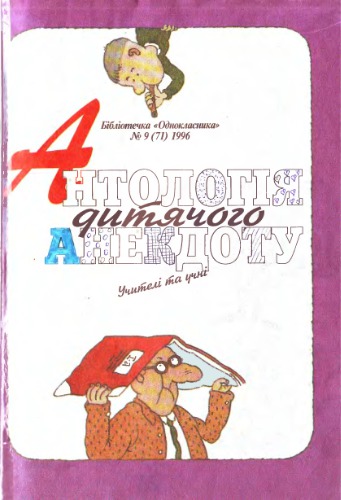 Бібліотечка «Однокласника»
№ 9 (71) 1996
АНТОЛОГІЯ
дитячого
АНЕКДОТУ
Учителі та учні